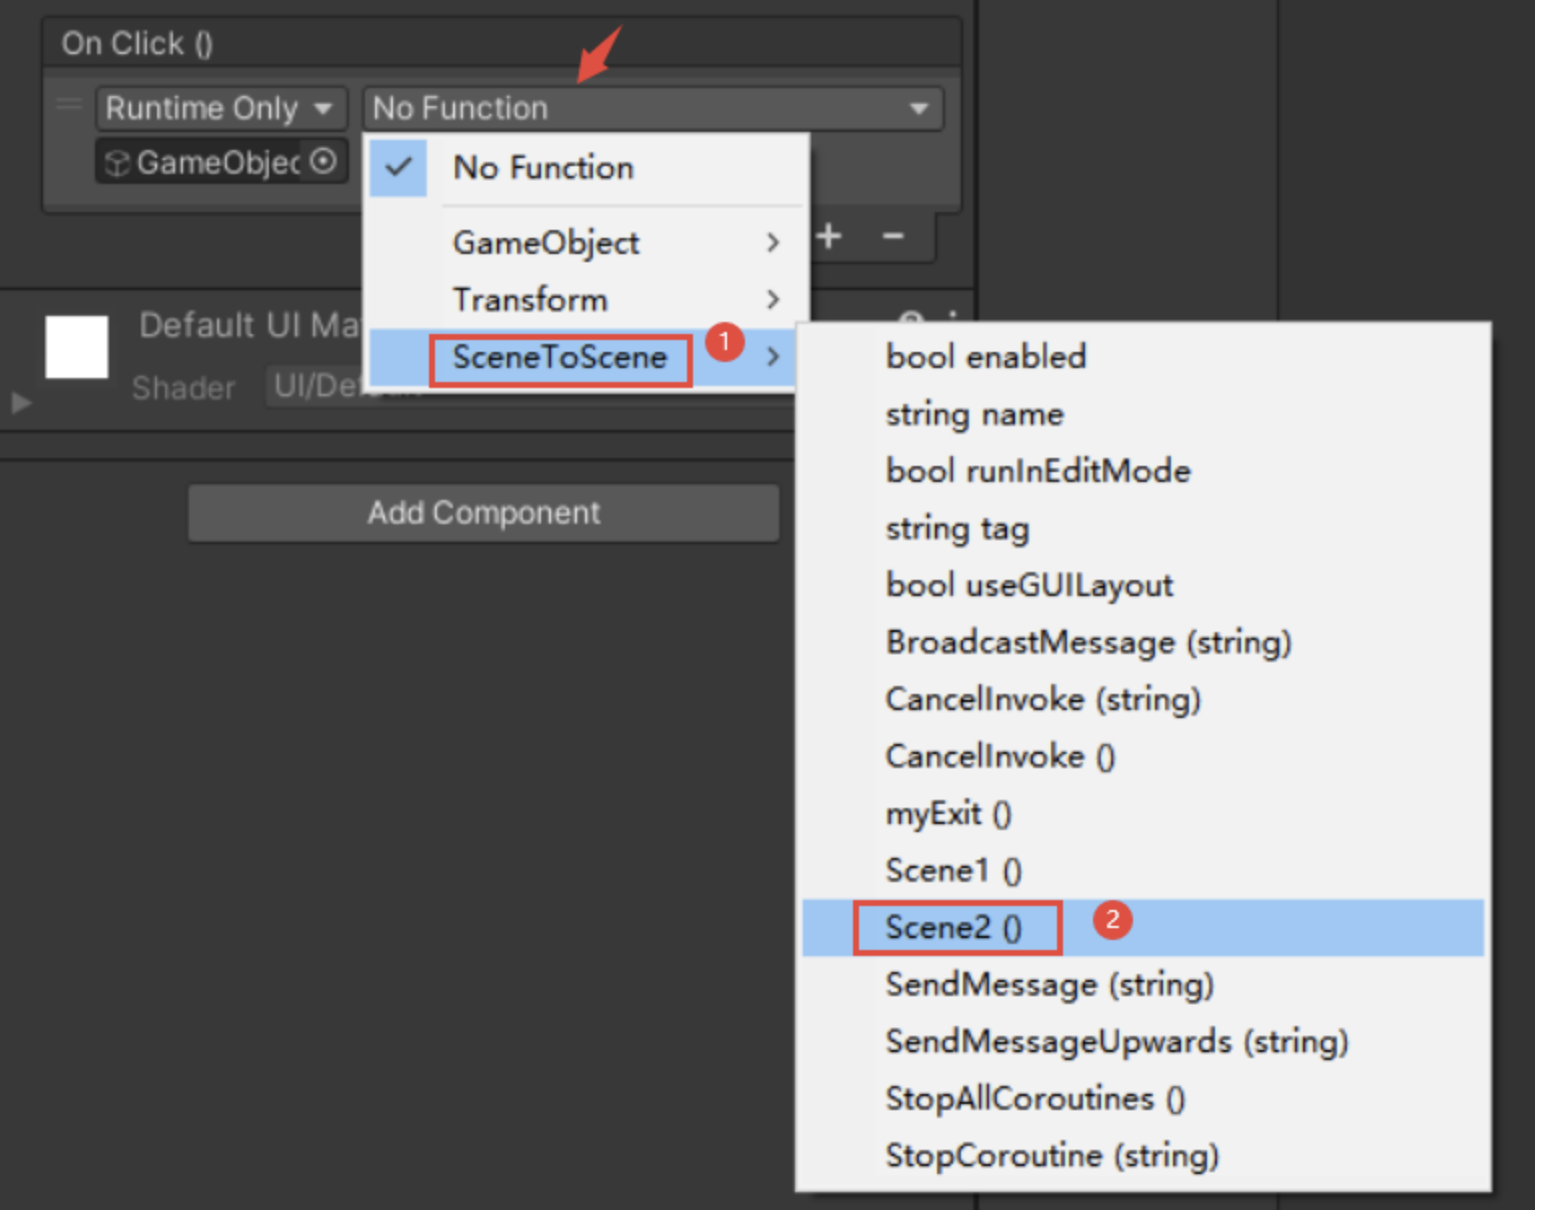 On Click ()
Runtime Only
No Function
GameObjec
No Function
GameObject
Transform
SceneToScene
1
Default UI Ma
Shader
UI/De
bool enabled
string name
bool runInEditMode
string tag
bool useGUILayout
BroadcastMessage (string)
CancelInvoke (string)
CancelInvoke ()
myExit ()
Scene1 ()
Scene2 ()
2
SendMessage (string)
SendMessageUpwards (string)
StopAllCoroutines ()
StopCoroutine (string)
Add Component